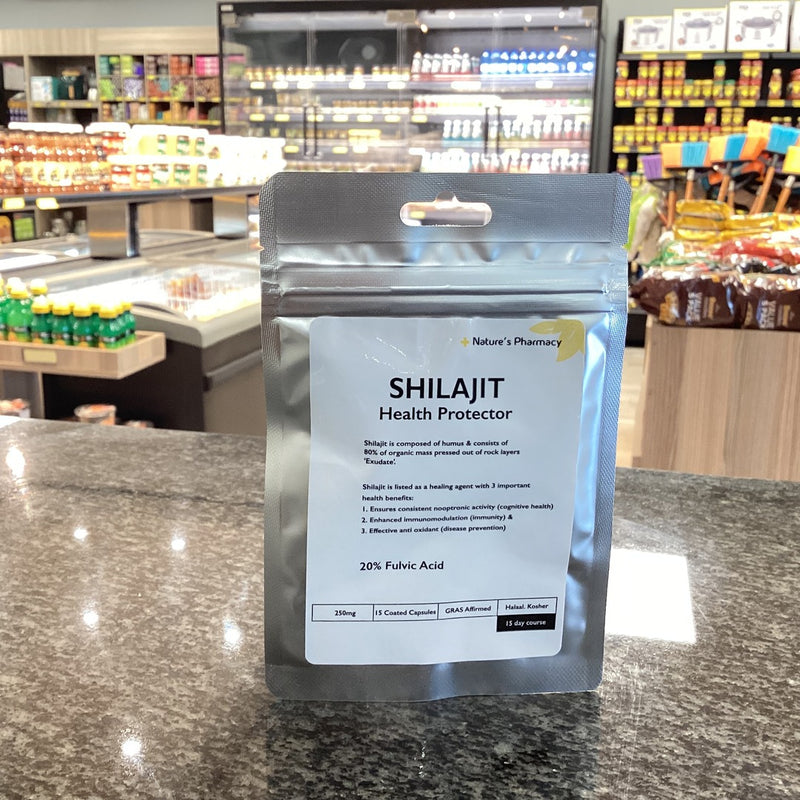 + Nature's Pharmacy
SHILAJIT
Health Protector
Shilajit is composed of humus & consists of
80% of organic mass pressed out of rock layers
'Exudate'.
Shilajit is listed as a healing agent with 3 important
health benefits:
1. Ensures consistent nooptronic activity (cognitive health)
2. Enhanced immunomodulation (immunity) &
3. Effective anti oxidant (disease prevention)
20% Fulvic Acid
250mg
15 Coated Capsules
GRAS Affirmed
Halaal. Kosher
15 day course